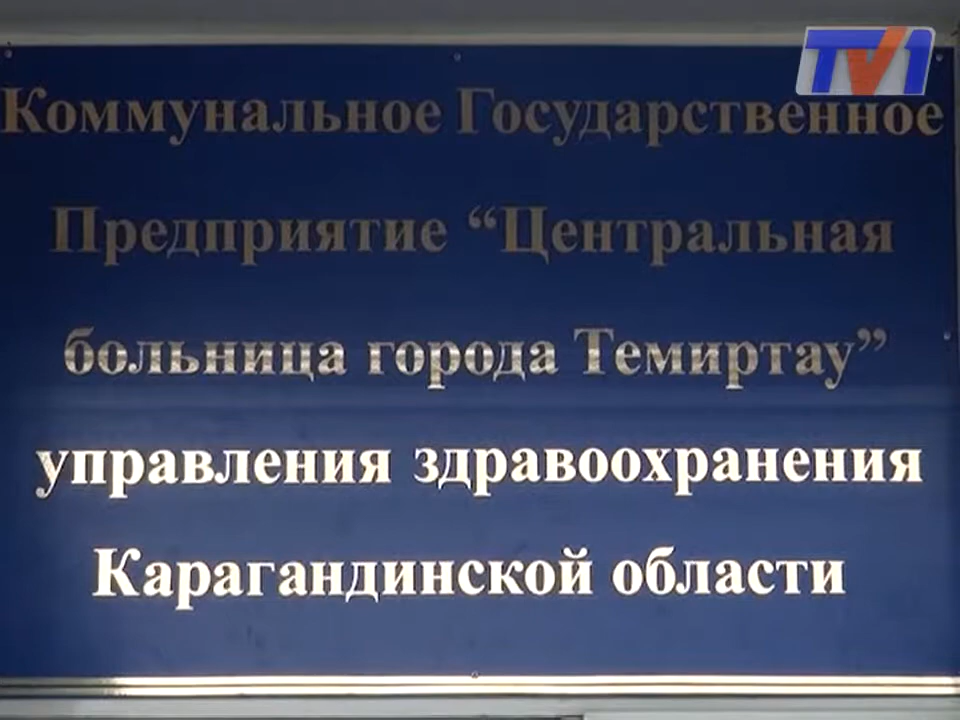 TV1
Коммунальное Государственное
Предприятие “Центральная
больница города Темиртау”
управления здравоохранения
Карагандинской области